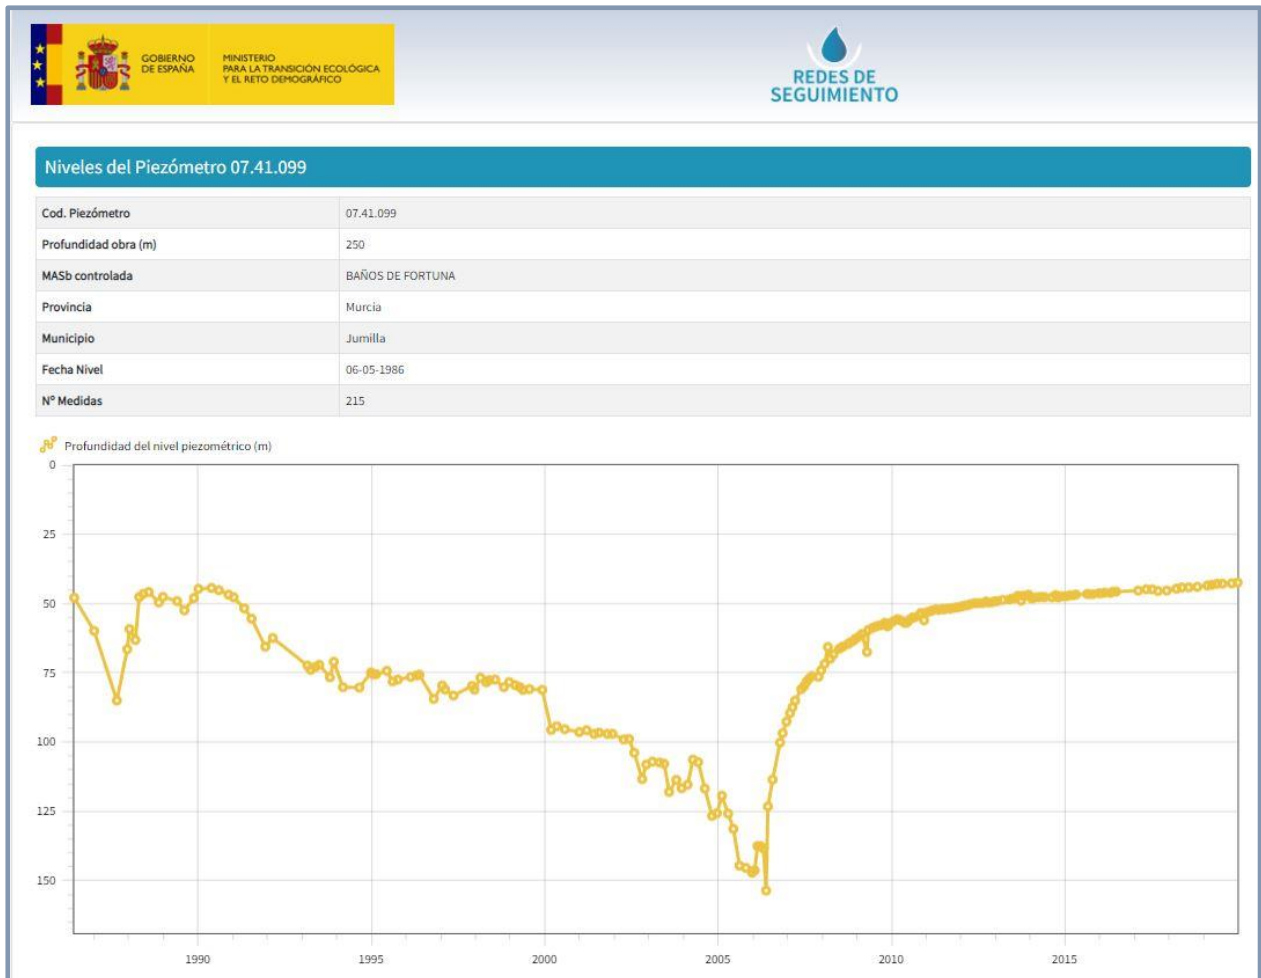 GOBIERNO
DE ESPAÑA
MINISTERIO
PARA LA TRANSICIÓN ECOLÓGICA
Y EL RETO DEMOGRÁFICO
REDES DE
SEGUIMIENTO
Niveles del Piezómetro 07.41.099
Cod. Piezómetro 07.41.099
Profundidad obra (m) 250
MASb controlada BAÑOS DE FORTUNA
Provincia Murcia
Municipio Jumilla
Fecha Nivel 06-05-1986
Nº Medidas 215
Profundidad del nivel piezométrico (m)
0
25
50
75
100
125
150
1990 1995 2000 2005 2010 2015